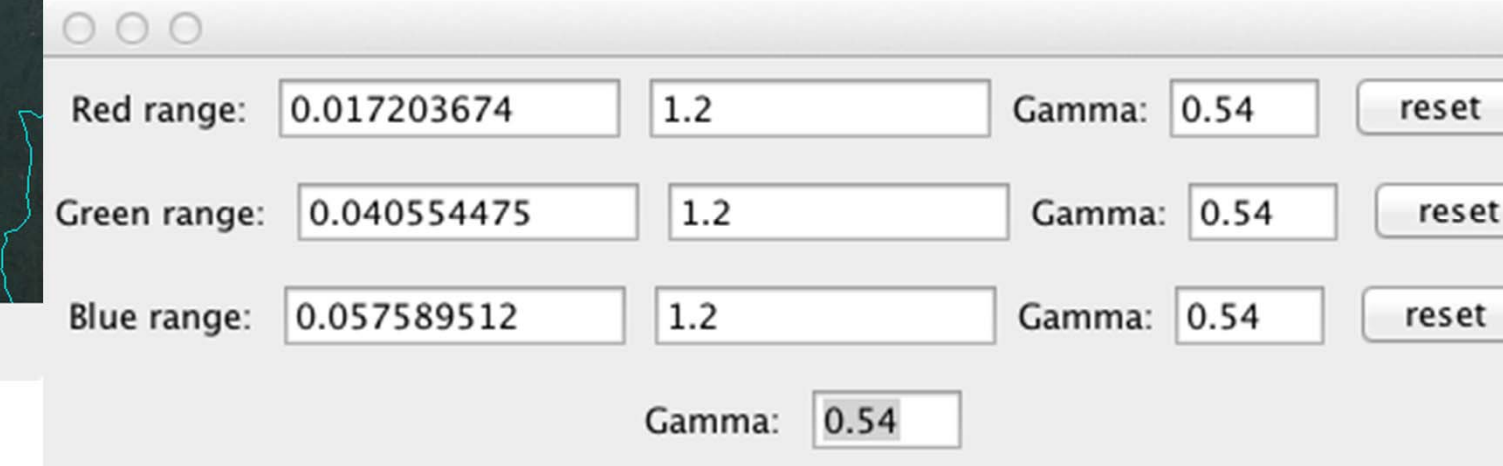 Red range: 0.017203674 1.2 Gamma: 0.54 reset
Green range: 0.040554475 1.2 Gamma: 0.54 reset
Blue range: 0.057589512 1.2 Gamma: 0.54 reset
Gamma: 0.54